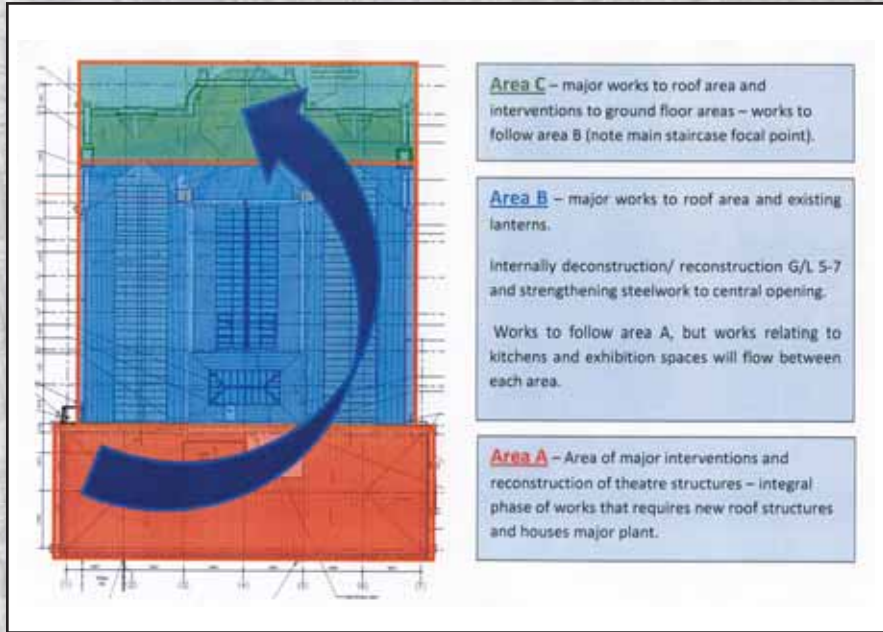 Area C – major works to roof area and
interventions to ground floor areas – works to
follow area B (note main staircase focal point).
Area B – major works to roof area and existing
lanterns.
Internally deconstruction/ reconstruction G/L 5-7
and strengthening steelwork to central opening.
Works to follow area A, but works relating to
kitchens and exhibition spaces will flow between
each area.
Area A – Area of major interventions and
reconstruction of theatre structures – integral
phase of works that requires new roof structures
and houses major plant.